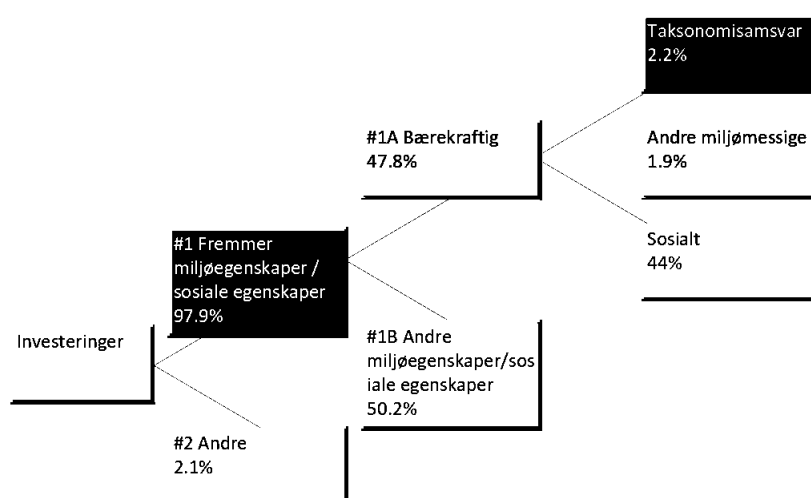 Taksonomisamsvar
2.2%
#1A Bærekraftig
47.8%
Andre miljømessige
1.9%
#1 Fremmer
miljøegenskaper /
sosiale egenskaper
97.9%
Sosialt
44%
Investeringer
#1B Andre
miljøegenskaper/sos
iale egenskaper
50.2%
#2 Andre
2.1%